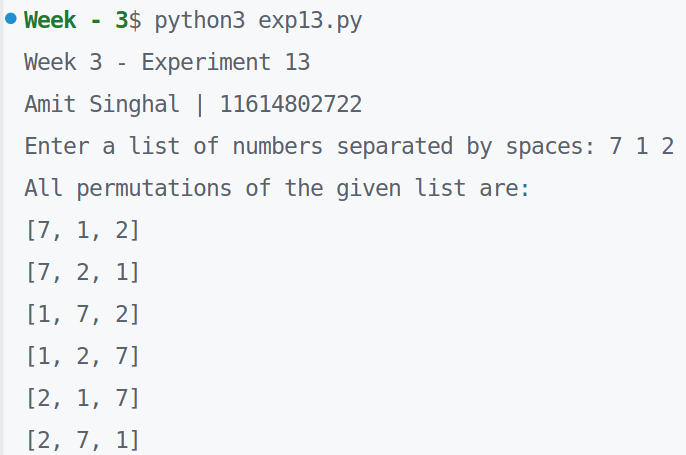 Week - 3$ python3 exp13.py
Week 3 - Experiment 13
Amit Singhal | 11614802722
Enter a list of numbers separated by spaces: 7 1 2
All permutations of the given list are:
[7, 1, 2]
[7, 2, 1]
[1, 7, 2]
[1, 2, 7]
[2, 1, 7]
[2, 7, 1]